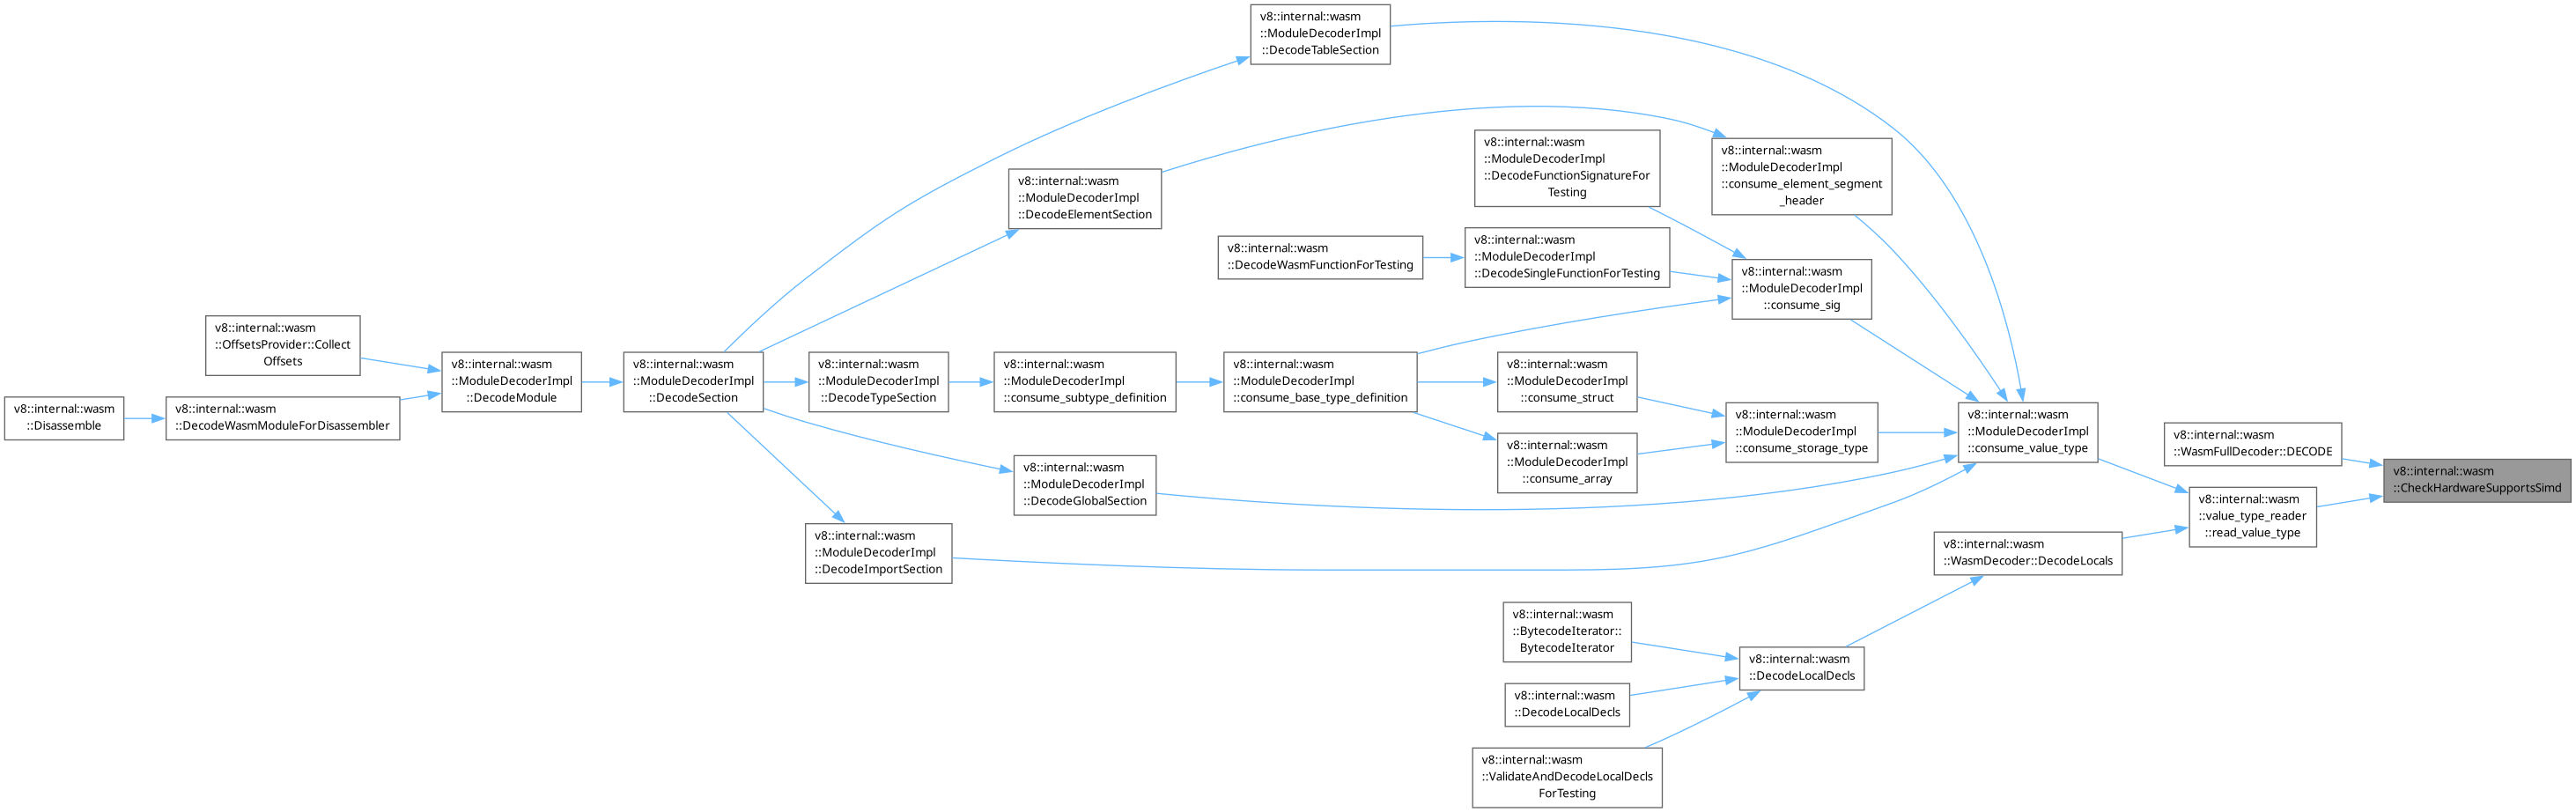 v8::internal::wasm
::ModuleDecoderImpl
::DecodeTableSection
v8::internal::wasm
::ModuleDecoderImpl
::DecodeFunctionSignatureFor
Testing
v8::internal::wasm
::ModuleDecoderImpl
::consume_element_segment
_header
v8::internal::wasm
::ModuleDecoderImpl
::DecodeElementSection
v8::internal::wasm
::DecodeWasmFunctionForTesting
v8::internal::wasm
::ModuleDecoderImpl
::DecodeSingleFunctionForTesting
v8::internal::wasm
::ModuleDecoderImpl
::consume_sig
v8::internal::wasm
::OffsetsProvider::Collect
Offsets
v8::internal::wasm
::ModuleDecoderImpl
::DecodeModule
v8::internal::wasm
::ModuleDecoderImpl
::DecodeSection
v8::internal::wasm
::ModuleDecoderImpl
::DecodeTypeSection
v8::internal::wasm
::ModuleDecoderImpl
::consume_subtype_definition
v8::internal::wasm
::ModuleDecoderImpl
::consume_base_type_definition
v8::internal::wasm
::ModuleDecoderImpl
::consume_struct
v8::internal::wasm
::Disassemble
v8::internal::wasm
::DecodeWasmModuleForDisassembler
v8::internal::wasm
::ModuleDecoderImpl
::consume_array
v8::internal::wasm
::ModuleDecoderImpl
::consume_storage_type
v8::internal::wasm
::ModuleDecoderImpl
::consume_value_type
v8::internal::wasm
::WasmFullDecoder::DECODE
v8::internal::wasm
::CheckHardwareSupportsSimd
v8::internal::wasm
::ModuleDecoderImpl
::DecodeGlobalSection
v8::internal::wasm
::value_type_reader
::read_value_type
v8::internal::wasm
::ModuleDecoderImpl
::DecodeImportSection
v8::internal::wasm
::WasmDecoder::DecodeLocals
v8::internal::wasm
::BytecodeIterator::
BytecodeIterator
v8::internal::wasm
::DecodeLocalDecls
v8::internal::wasm
::DecodeLocalDecls
v8::internal::wasm
::ValidateAndDecodeLocalDecls
ForTesting